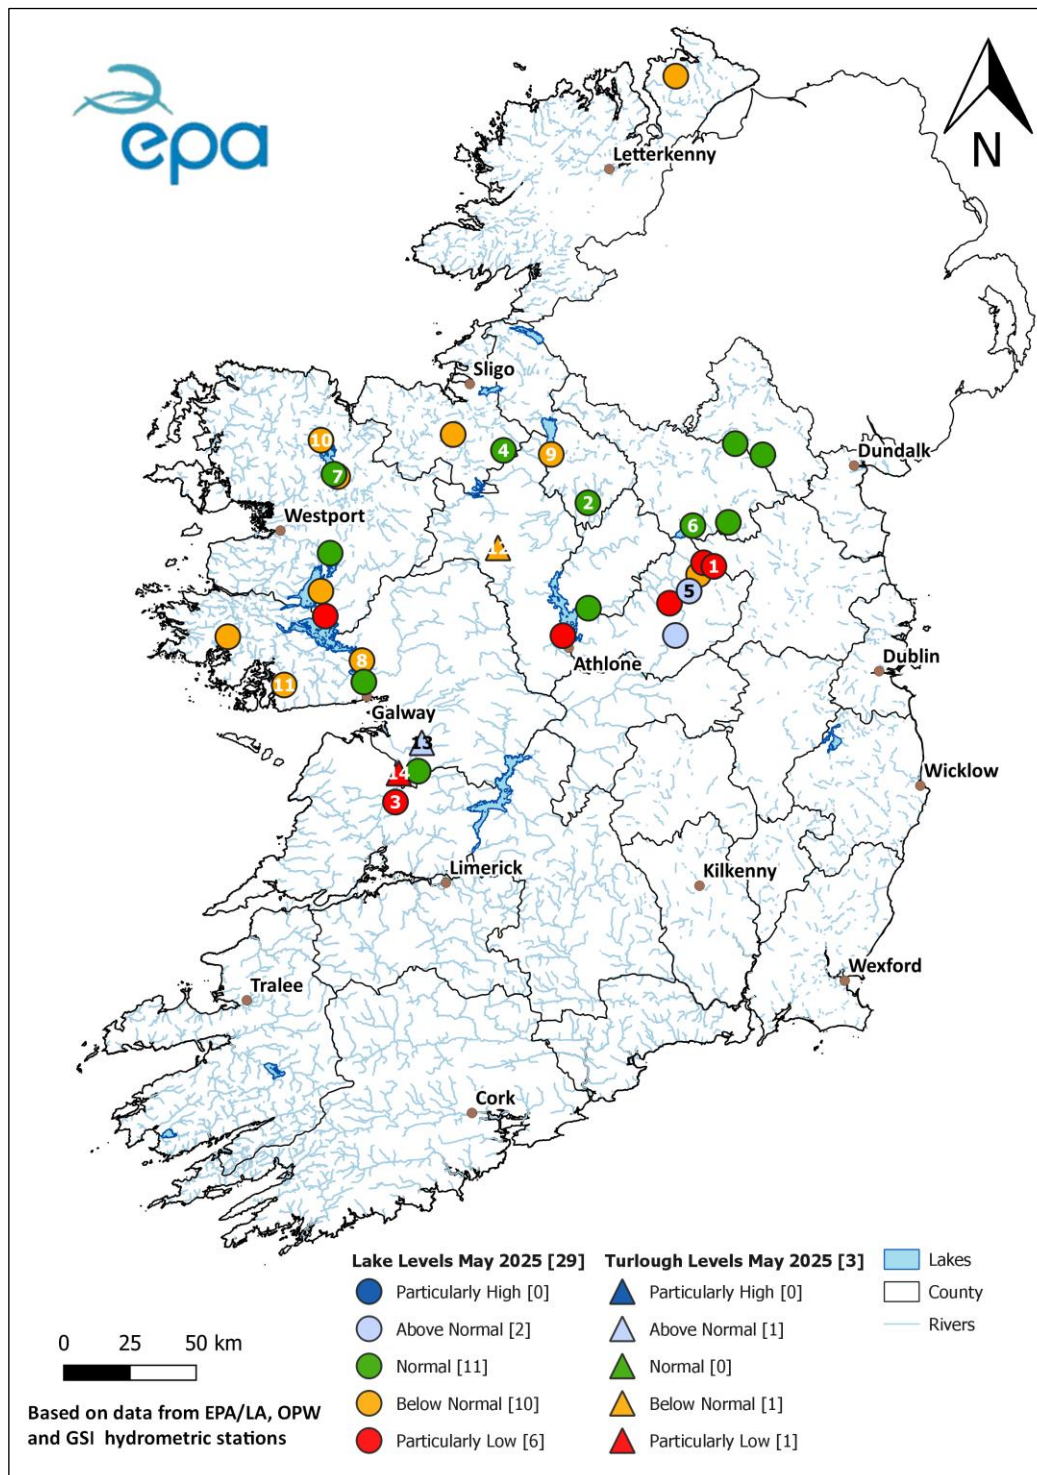 epa
N
Letterkenny
Sligo
10
4
9
Dundalk
7
2
Westport
6
12
1
5
8
Athlone
Dublin
11
Galway
13
14
3
Wicklow
Limerick
Kilkenny
Wexford
Tralee
Cork
Lake Levels May 2025 [29]
Particularly High [0]
Above Normal [2]
Normal [11]
Below Normal [10]
Particularly Low [6]
Turlough Levels May 2025 [3]
Particularly High [0]
Above Normal [1]
Normal [0]
Below Normal [1]
Particularly Low [1]
Lakes
County
Rivers
0 25 50 km
Based on data from EPA/LA, OPW
and GSI hydrometric stations